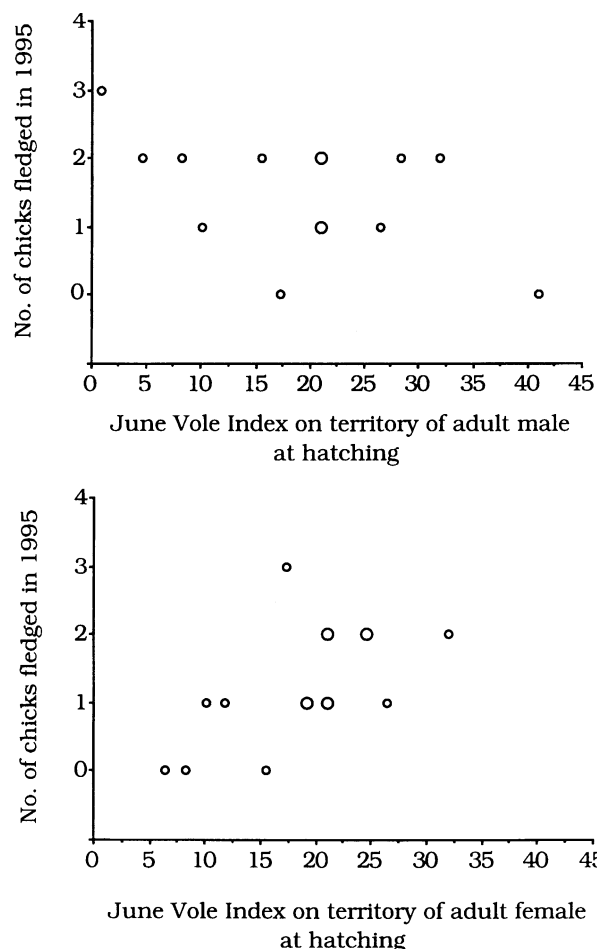 No. of chicks fledged in 1995
4
3
2
1
0
0 5 10 15 20 25 30 35 40 45
June Vole Index on territory of adult male
at hatching
No. of chicks fledged in 1995
4
3
2
1
0
0 5 10 15 20 25 30 35 40 45
June Vole Index on territory of adult female
at hatching